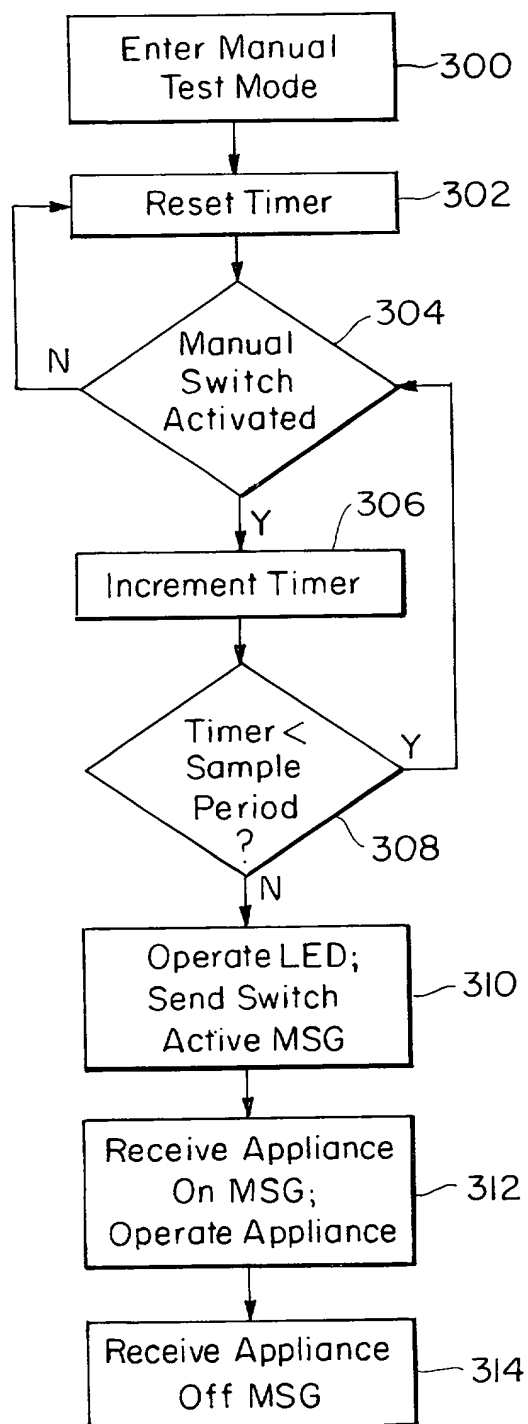 Enter Manual
Test Mode
300
Reset Timer
302
304
N
Manual
Switch
Activated
Y
306
Increment Timer
Timer <
Sample
Period
?
Y
308
N
Operate LED;
Send Switch
Active MSG
310
Receive Appliance
On MSG;
Operate Appliance
312
Receive Appliance
Off MSG
314